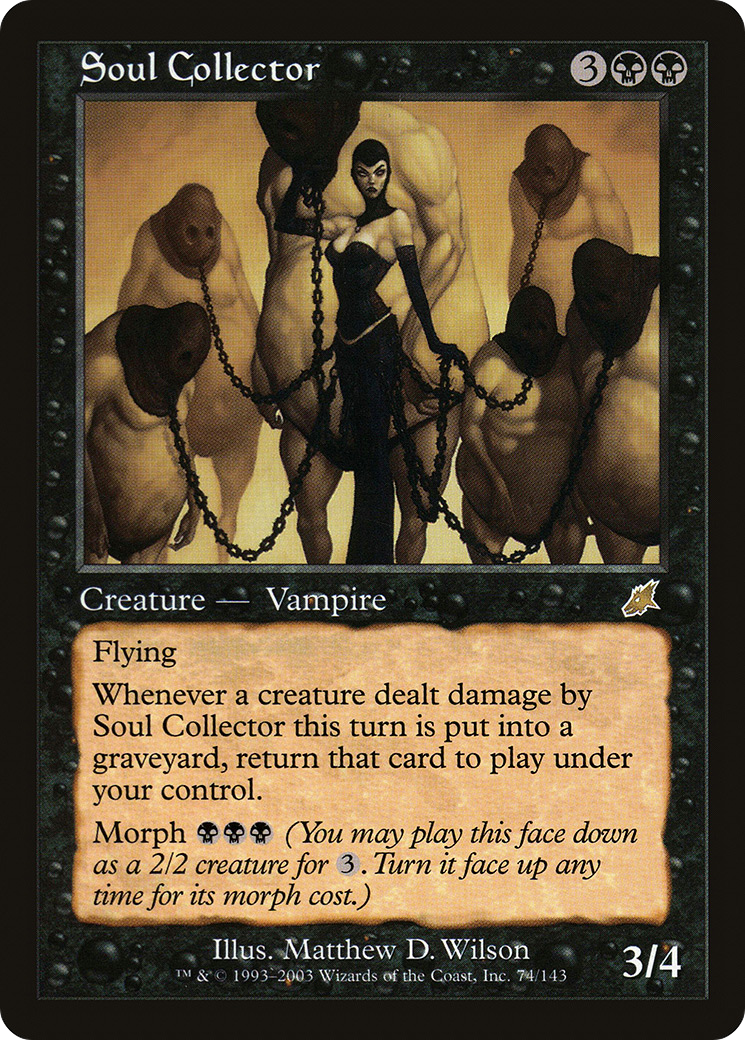 Soul Collector 3
Creature — Vampire
Flying
Whenever a creature dealt damage by
Soul Collector this turn is put into a
graveyard, return that card to play under
your control.
Morph (You may play this face down
as a 2/2 creature for 3. Turn it face up any
time for its morph cost.)
Illus. Matthew D. Wilson
™ & © 1993–2003 Wizards of the Coast, Inc. 74/143
3/4